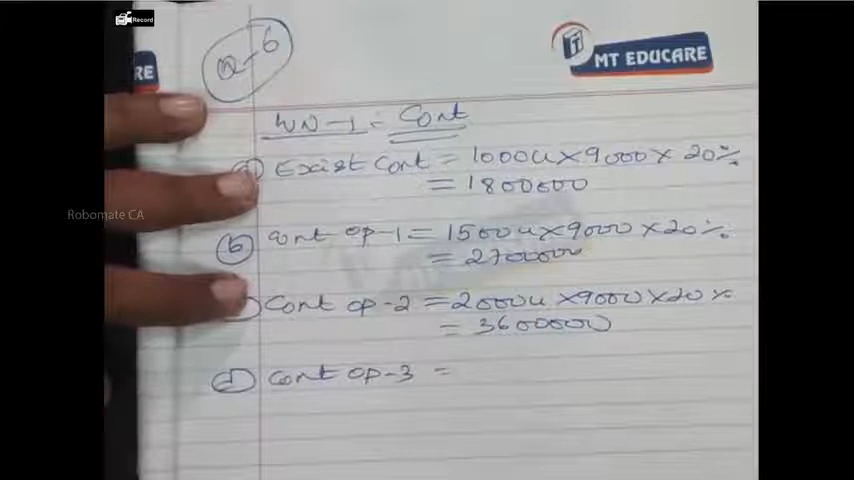 Record
RE
MT EDUCARE
Q-6
WN-1 = Cont
Exist Cont = 1000u×9000×20%
= 1800000
(b) Cont op-1 = 1500u×9000×20%
= 2700000
Cont op-2 = 2000u×9000×20%
= 3600000
(d) Cont op-3 =
Robomate CA